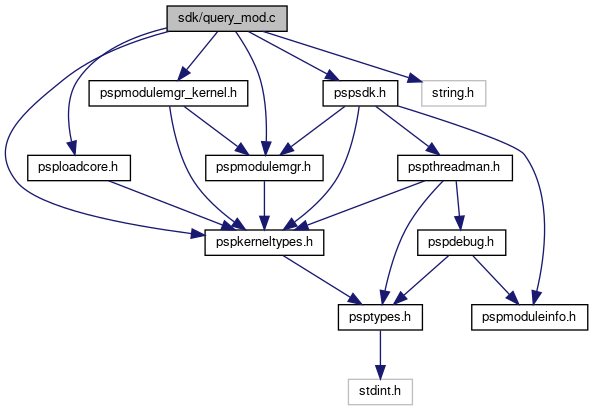 sdk/query_mod.c
pspmodulemgr_kernel.h
pspsdk.h
string.h
psploadcore.h
pspmodulemgr.h
pspthreadman.h
pspkerneltypes.h
pspdebug.h
psptypes.h
pspmoduleinfo.h
stdint.h